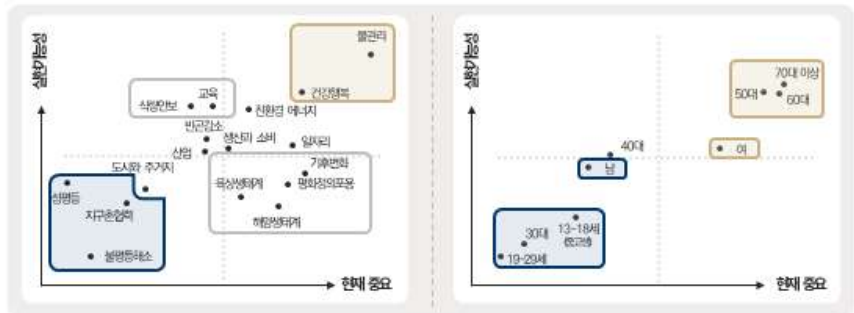 실현가능성
물관리
건강행복
교육
식량안보
친환경 에너지
빈곤감소
생산과 소비
일자리
산업
기후변화
도시와 주거지
육상생태계
평화정의포용
성평등
지구촌협력
해양생태계
불평등해소
현재 중요
실현가능성
70대 이상
50대
60대
40대
여
남
13-18세
(중고생)
30대
19-29세
현재 중요